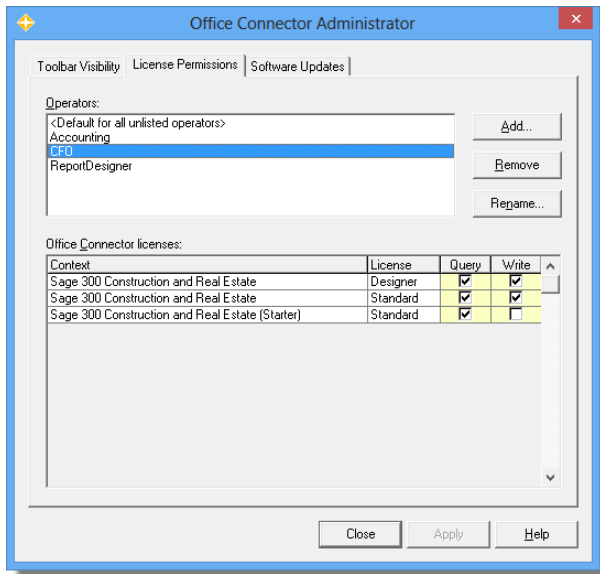 Office Connector Administrator
Toolbar Visibility License Permissions Software Updates
Operators:
<Default for all unlisted operators>
Accounting
CFO
ReportDesigner
Add...
Remove
Rename...
Office Connector licenses:
Context License Query Write
Sage 300 Construction and Real Estate Designer
Sage 300 Construction and Real Estate Standard
Sage 300 Construction and Real Estate (Starter) Standard
Close Apply Help